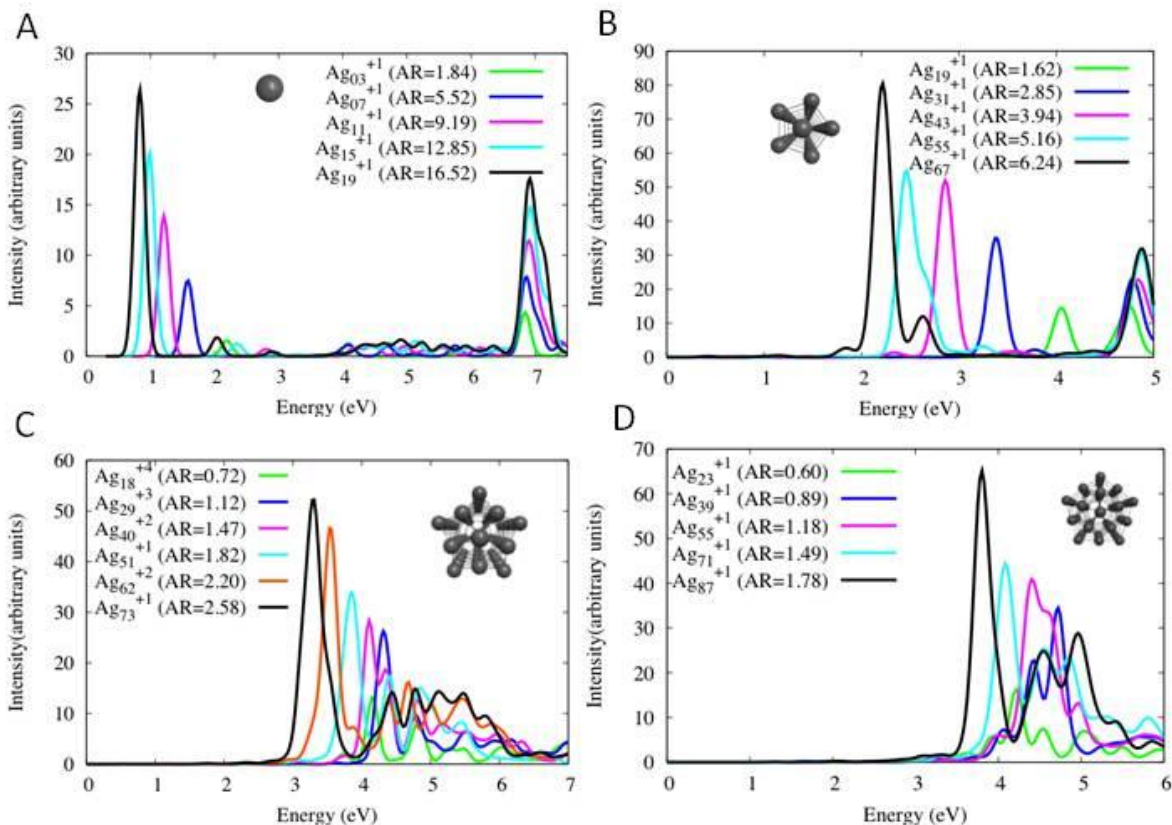 A
30
25
20
15
10
5
0
Intensity (arbitrary units)
Ag03+1 (AR=1.84)
Ag07+1 (AR=5.52)
Ag11+1 (AR=9.19)
Ag15+1 (AR=12.85)
Ag19+1 (AR=16.52)
0 1 2 3 4 5 6 7
Energy (eV)
B
90
80
70
60
50
40
30
20
10
0
Intensity (arbitrary units)
Ag19+1 (AR=1.62)
Ag31+1 (AR=2.85)
Ag43+1 (AR=3.94)
Ag55+1 (AR=5.16)
Ag67+1 (AR=6.24)
0 1 2 3 4 5
Energy (eV)
C
60
50
40
30
20
10
0
Intensity(arbitrary units)
Ag18+4 (AR=0.72)
Ag29+3 (AR=1.12)
Ag40+2 (AR=1.47)
Ag51+1 (AR=1.82)
Ag62+2 (AR=2.20)
Ag73+1 (AR=2.58)
0 1 2 3 4 5 6 7
Energy (eV)
D
70
60
50
40
30
20
10
0
Intensity(arbitrary units)
Ag23+1 (AR=0.60)
Ag39+1 (AR=0.89)
Ag55+1 (AR=1.18)
Ag71+1 (AR=1.49)
Ag87+1 (AR=1.78)
0 1 2 3 4 5 6
Energy (eV)